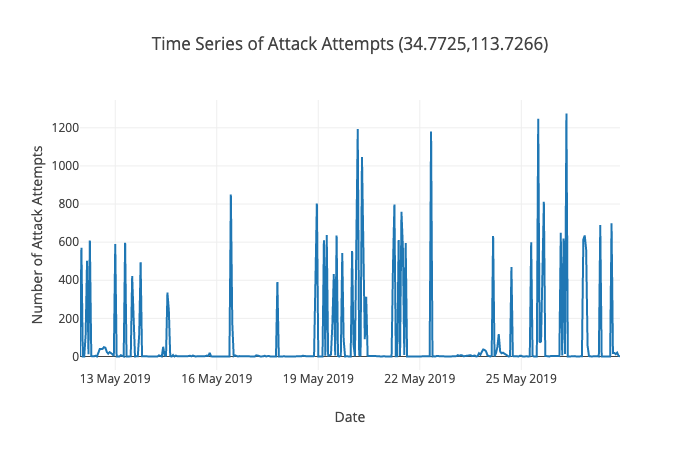 Time Series of Attack Attempts (34.7725,113.7266)
Number of Attack Attempts
1200
1000
800
600
400
200
0
13 May 2019 16 May 2019 19 May 2019 22 May 2019 25 May 2019
Date